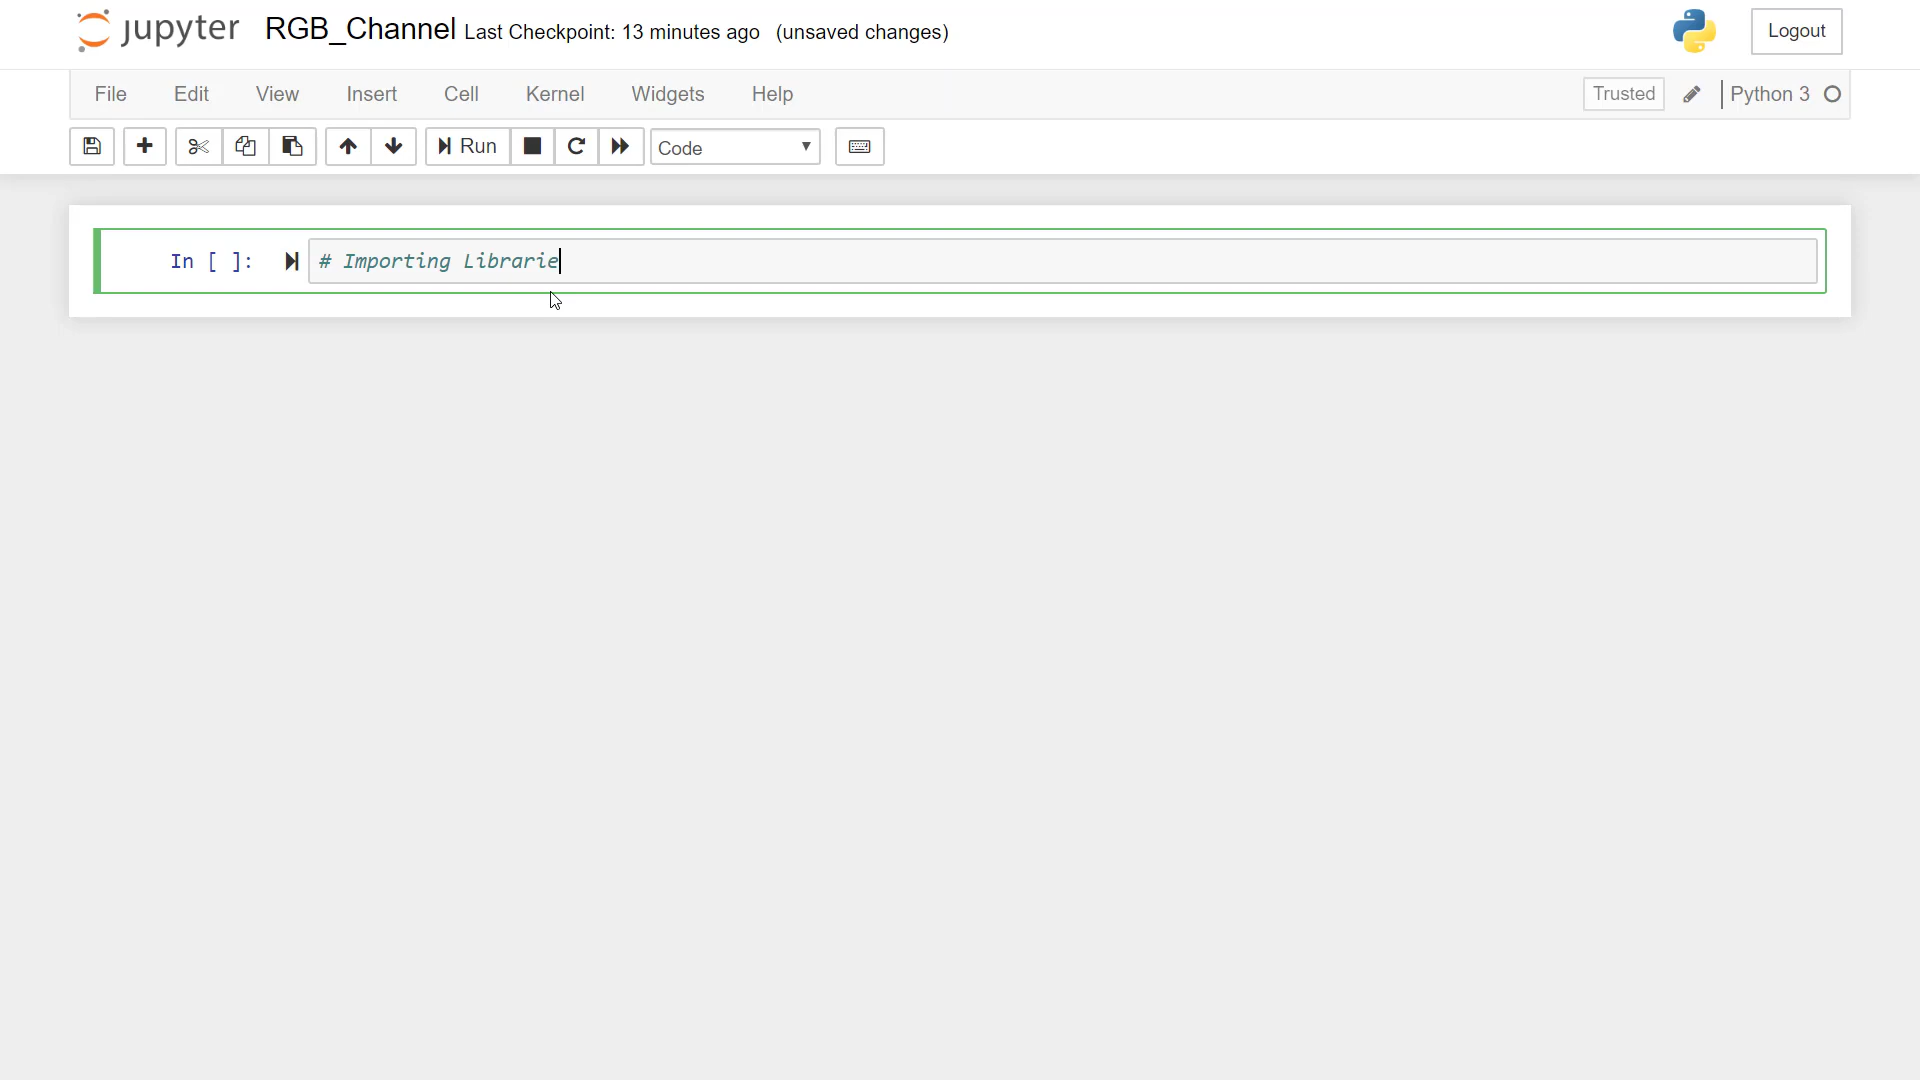 jupyter RGB_Channel Last Checkpoint: 13 minutes ago (unsaved changes) Logout
File Edit View Insert Cell Kernel Widgets Help Trusted Python 3
Run Code
In [ ]: # Importing Librarie